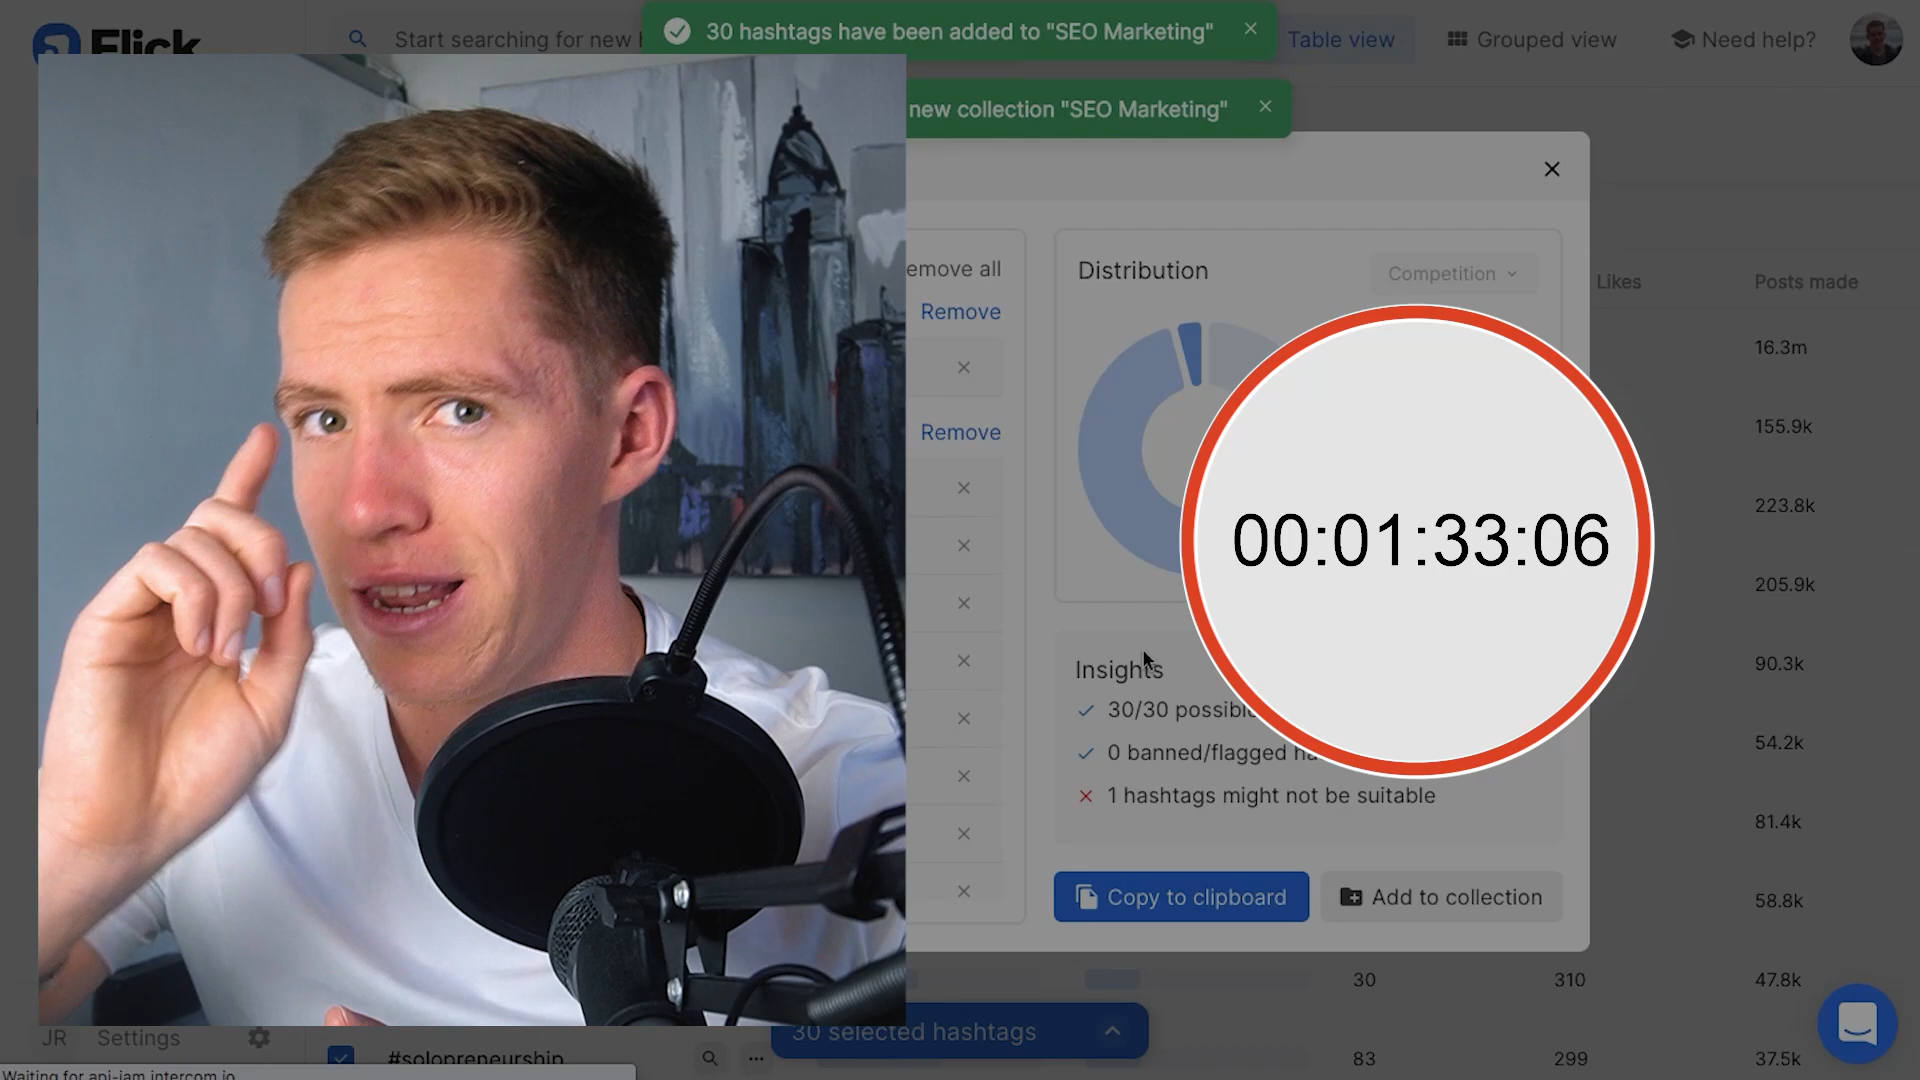 Flick
Start searching for new h
30 hashtags have been added to "SEO Marketing"
Table view
Grouped view
Need help?
new collection "SEO Marketing"
emove all
Remove
Remove
Distribution
Competition
Likes
Posts made
16.3m
155.9k
223.8k
205.9k
90.3k
54.2k
81.4k
58.8k
00:01:33:06
Insights
30/30 possible
0 banned/flagged ha
1 hashtags might not be suitable
Copy to clipboard
Add to collection
30
310
47.8k
JR
Settings
30 selected hashtags
#solopreneurship
83
299
37.5k
Waiting for api-iam.intercom.io